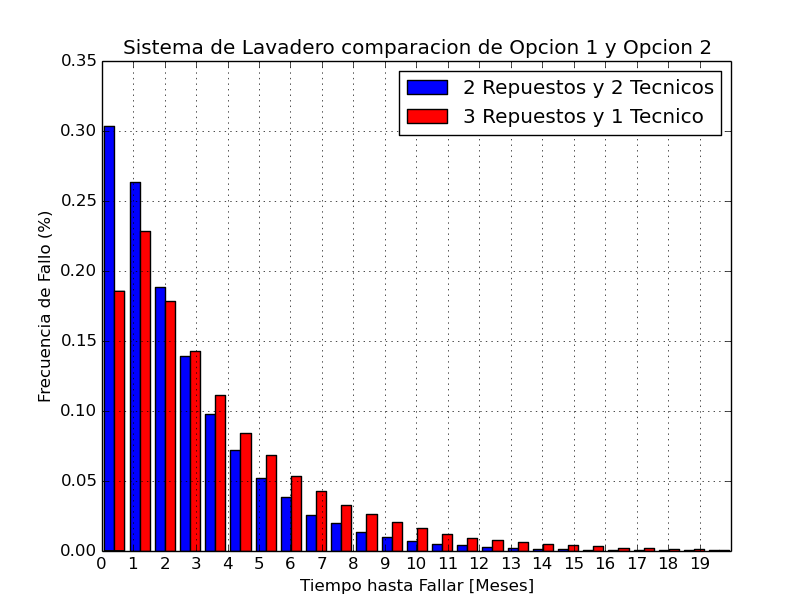 Sistema de Lavadero comparacion de Opcion 1 y Opcion 2
2 Repuestos y 2 Tecnicos
3 Repuestos y 1 Tecnico
Frecuencia de Fallo (%)
0.35
0.30
0.25
0.20
0.15
0.10
0.05
0.00
0 1 2 3 4 5 6 7 8 9 10 11 12 13 14 15 16 17 18 19
Tiempo hasta Fallar [Meses]